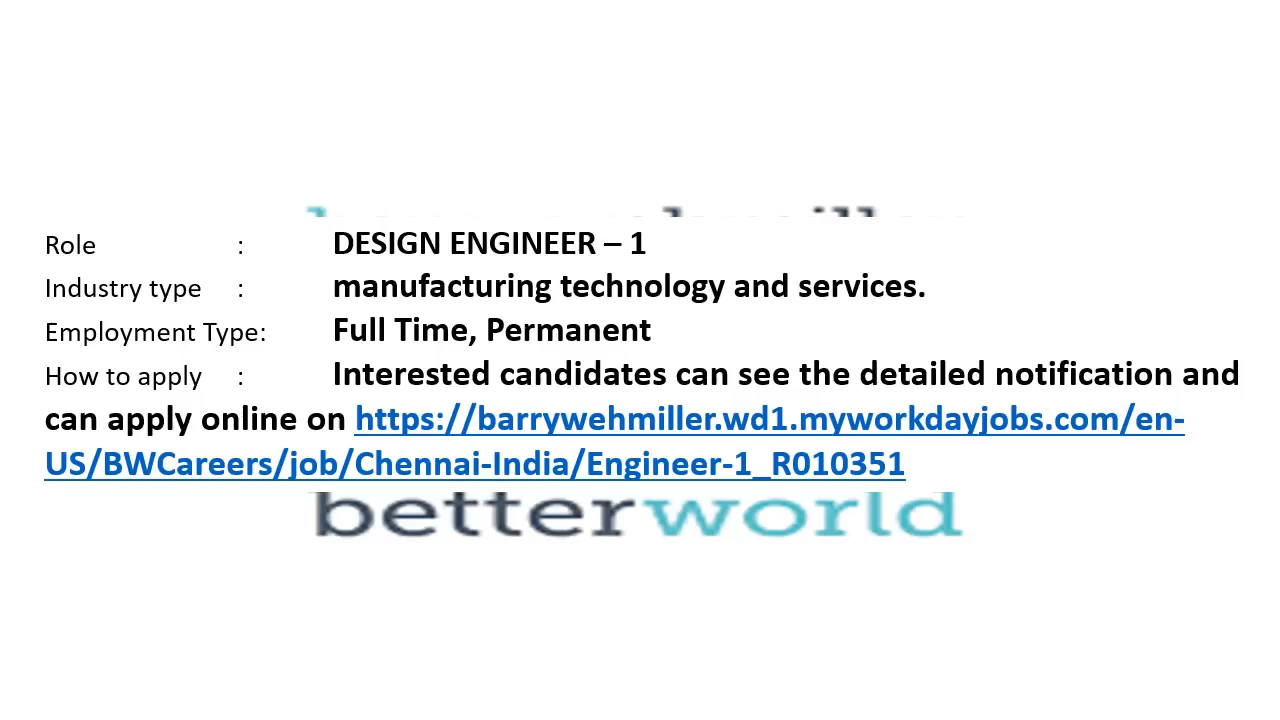 Role : DESIGN ENGINEER – 1
Industry type : manufacturing technology and services.
Employment Type: Full Time, Permanent
How to apply : Interested candidates can see the detailed notification and
can apply online on https://barrywehmiller.wd1.myworkdayjobs.com/en-
US/BWCareers/job/Chennai-India/Engineer-1_R010351
betterworld